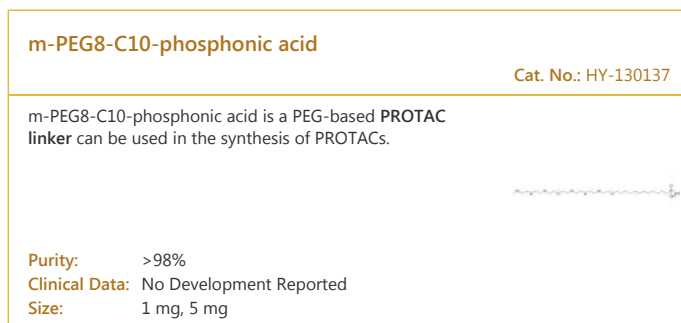 m-PEG8-C10-phosphonic acid
Cat. No.: HY-130137
m-PEG8-C10-phosphonic acid is a PEG-based PROTAC
linker can be used in the synthesis of PROTACs.
Purity: >98%
Clinical Data: No Development Reported
Size: 1 mg, 5 mg